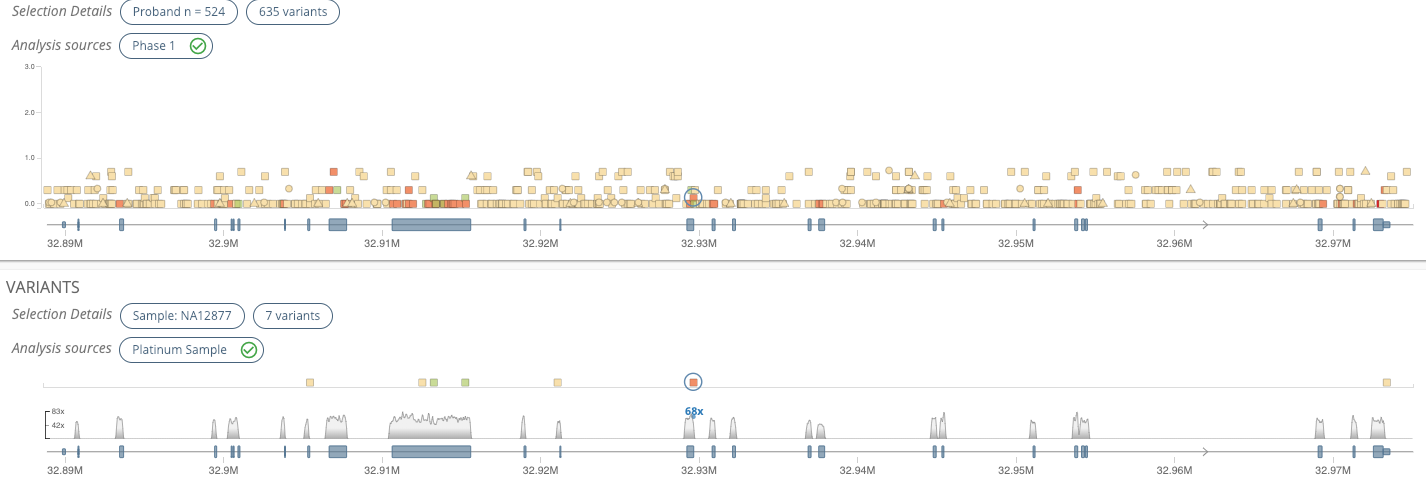 Selection Details Proband n = 524 635 variants
Analysis sources Phase 1
3.0
2.0
1.0
0.0
32.89M 32.9M 32.91M 32.92M 32.93M 32.94M 32.95M 32.96M 32.97M
VARIANTS
Selection Details Sample: NA12877 7 variants
Analysis sources Platinum Sample
83x 68x
42x
32.89M 32.9M 32.91M 32.92M 32.93M 32.94M 32.95M 32.96M 32.97M